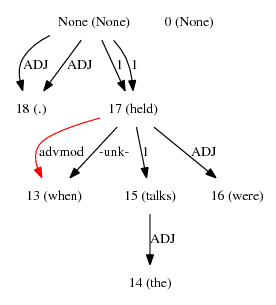 None (None) 0 (None)
ADJ ADJ 1 1
18 (.) 17 (held)
advmod -unk- 1 ADJ
13 (when) 15 (talks) 16 (were)
ADJ
14 (the)